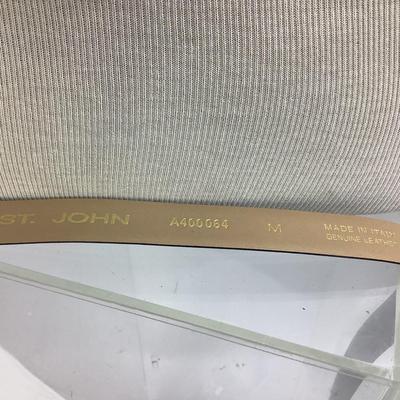 ST. JOHN A400064 M MADE IN ITALY
GENUINE LEATHER